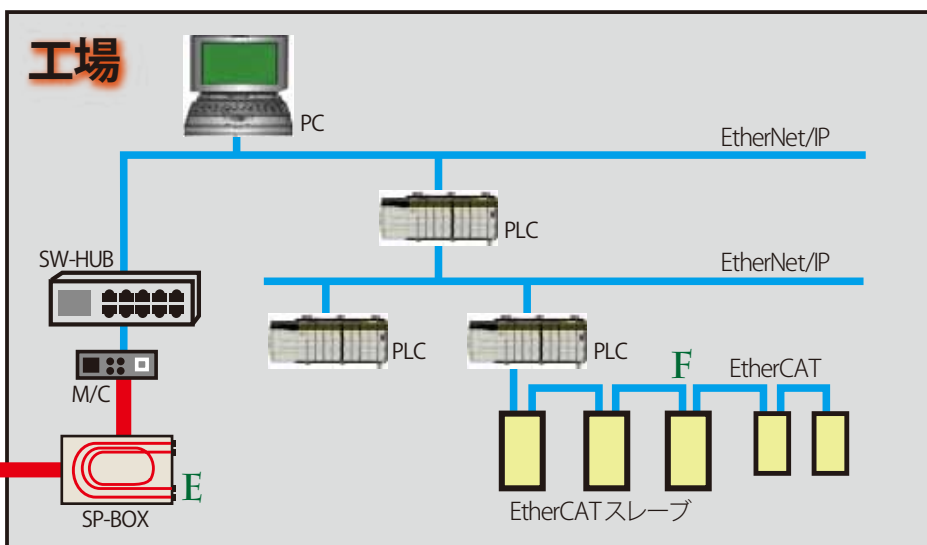 工場
PC
EtherNet/IP
PLC
SW-HUB
EtherNet/IP
PLC
PLC
M/C
F
EtherCAT
E
SP-BOX
EtherCATスレーブ